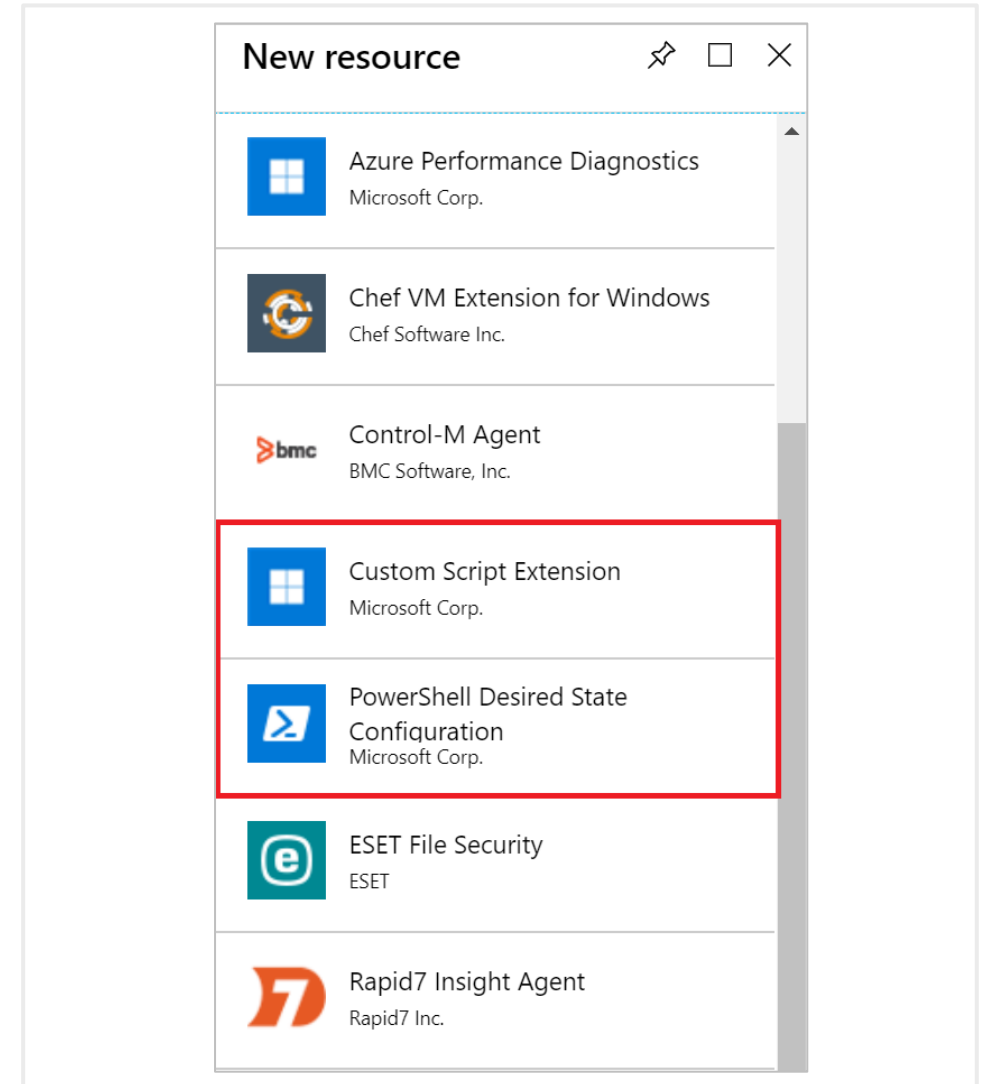 New resource
Azure Performance Diagnostics
Microsoft Corp.
Chef VM Extension for Windows
Chef Software Inc.
bmc
Control-M Agent
BMC Software, Inc.
Custom Script Extension
Microsoft Corp.
PowerShell Desired State
Configuration
Microsoft Corp.
e
ESET File Security
ESET
7
Rapid7 Insight Agent
Rapid7 Inc.